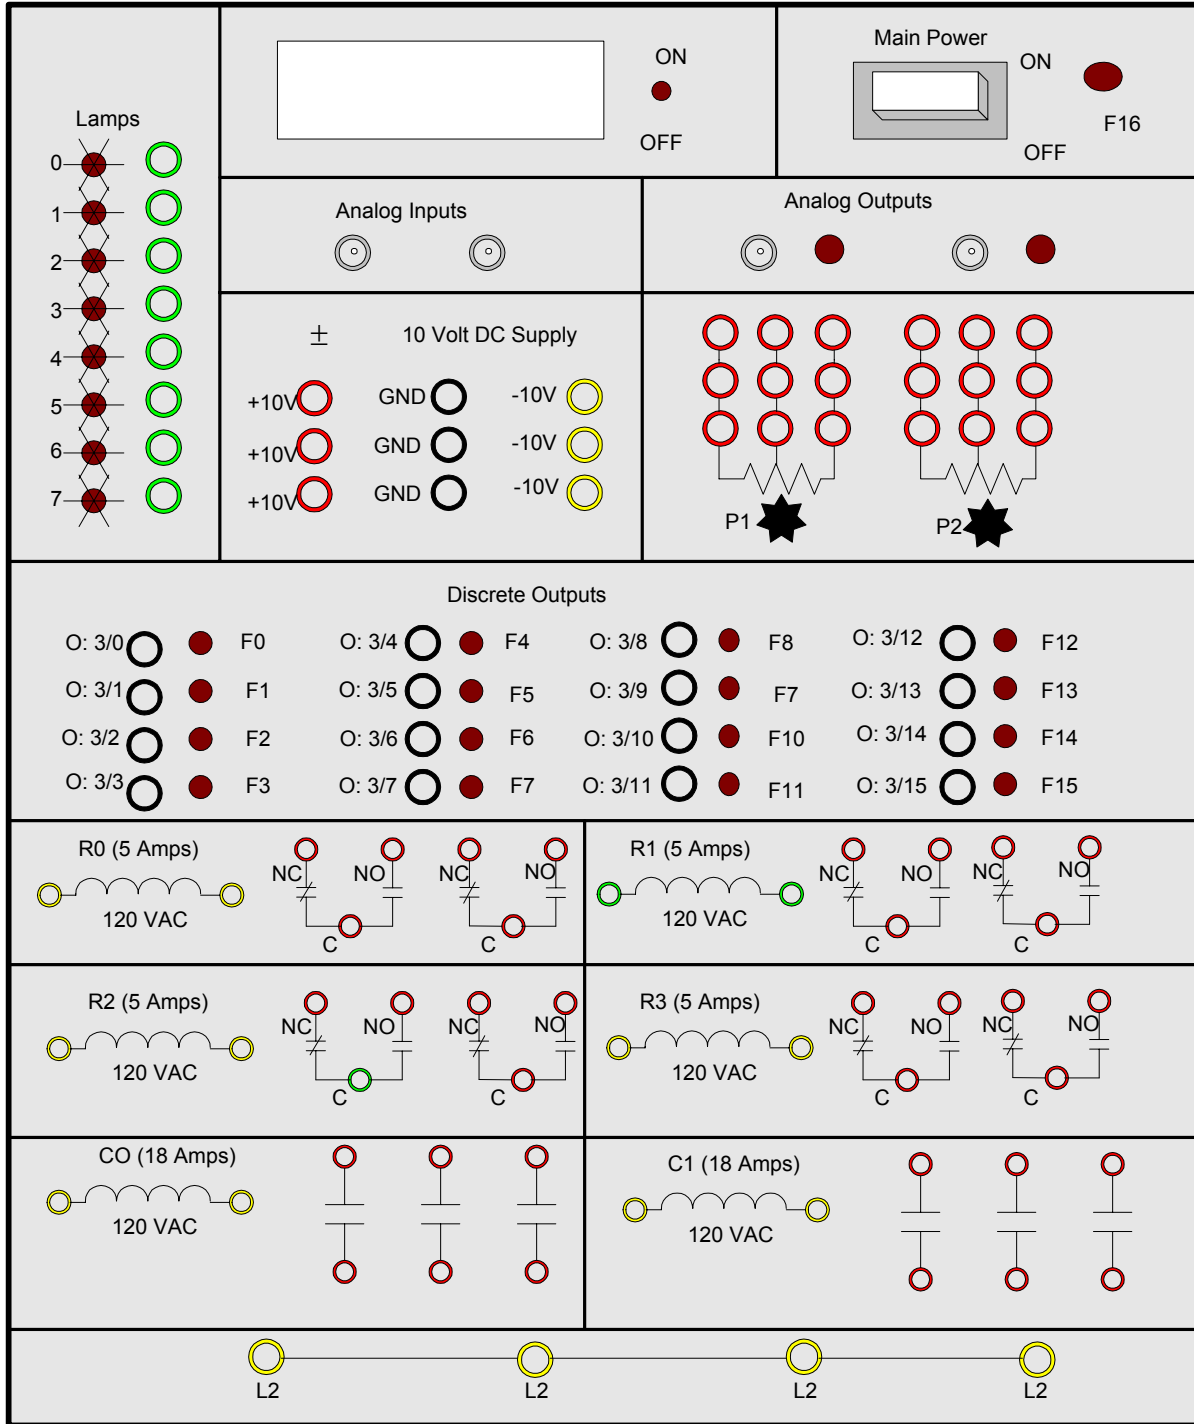 Lamps
0
1
2
3
4
5
6
7
ON
OFF
Main Power
ON
OFF
F16
Analog Inputs
Analog Outputs
± 10 Volt DC Supply
+10V GND -10V
+10V GND -10V
+10V GND -10V
P1 P2
Discrete Outputs
O: 3/0 F0 O: 3/4 F4 O: 3/8 F8 O: 3/12 F12
O: 3/1 F1 O: 3/5 F5 O: 3/9 F7 O: 3/13 F13
O: 3/2 F2 O: 3/6 F6 O: 3/10 F10 O: 3/14 F14
O: 3/3 F3 O: 3/7 F7 O: 3/11 F11 O: 3/15 F15
R0 (5 Amps)
120 VAC
NC NO NC NO
C C
R1 (5 Amps)
120 VAC
NC NO NC NO
C C
R2 (5 Amps)
120 VAC
NC NO NC NO
C C
R3 (5 Amps)
120 VAC
NC NO NC NO
C C
CO (18 Amps)
120 VAC
C1 (18 Amps)
120 VAC
L2 L2 L2 L2